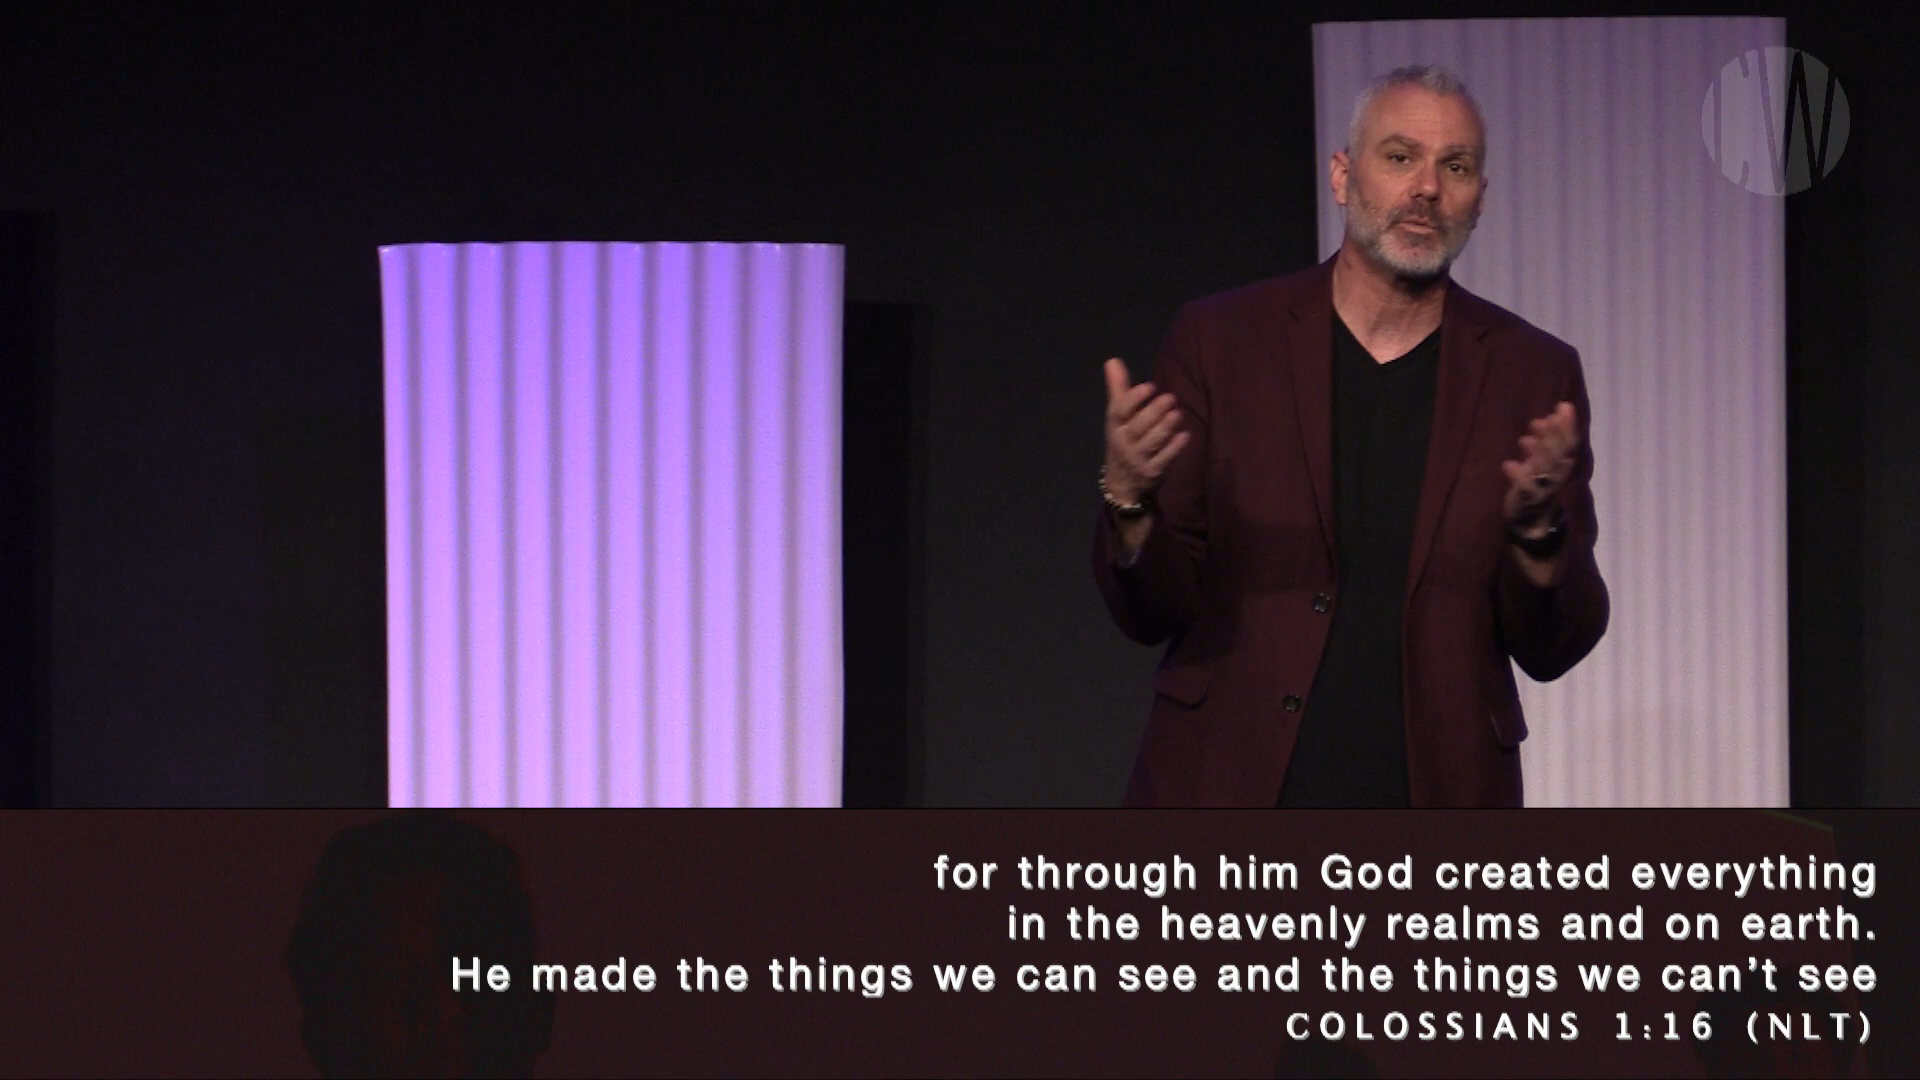 CW
for through him God created everything
in the heavenly realms and on earth.
He made the things we can see and the things we can’t see
COLOSSIANS 1:16 (NLT)